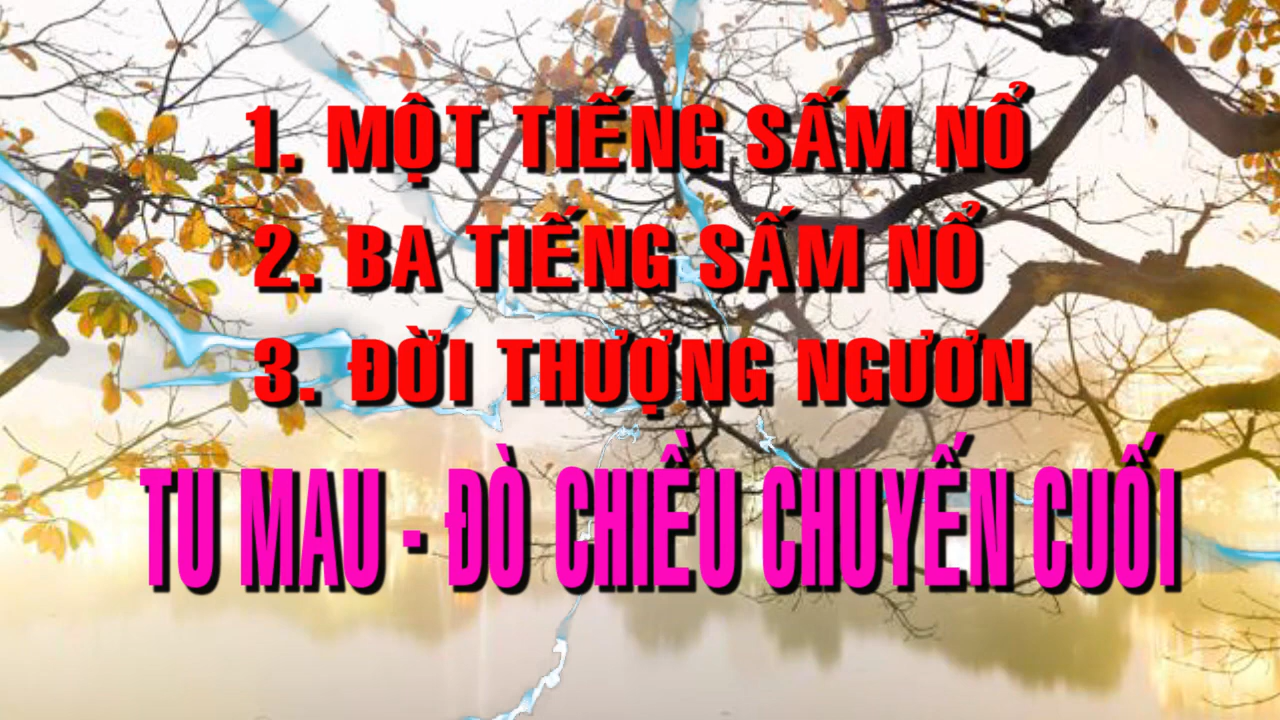 1. MỘT TIẾNG SẤM NỔ
2. BA TIẾNG SẤM NỔ
3. ĐỜI THƯỢNG NGƯƠN
TU MAU - ĐÒ CHIỀU CHUYẾN CUỐI